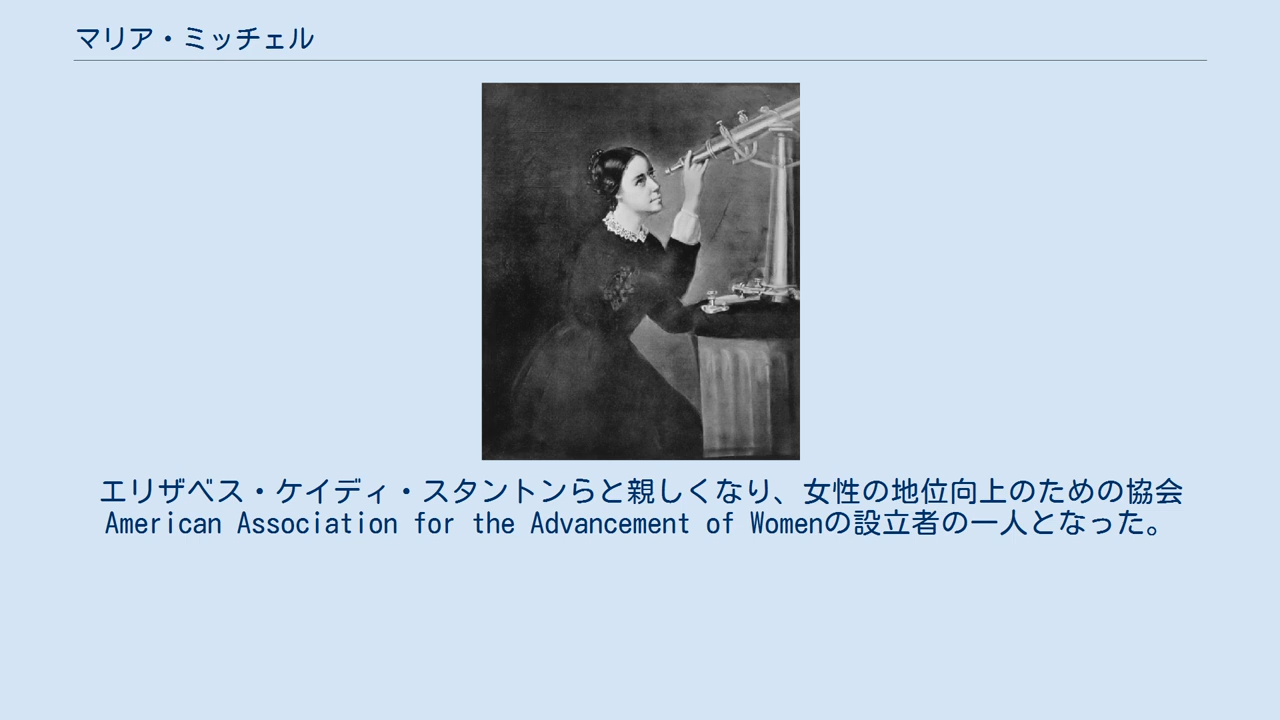 マリア・ミッチェル
エリザベス・ケイディ・スタントンらと親しくなり、女性の地位向上のための協会
American Association for the Advancement of Womenの設立者の一人となった。